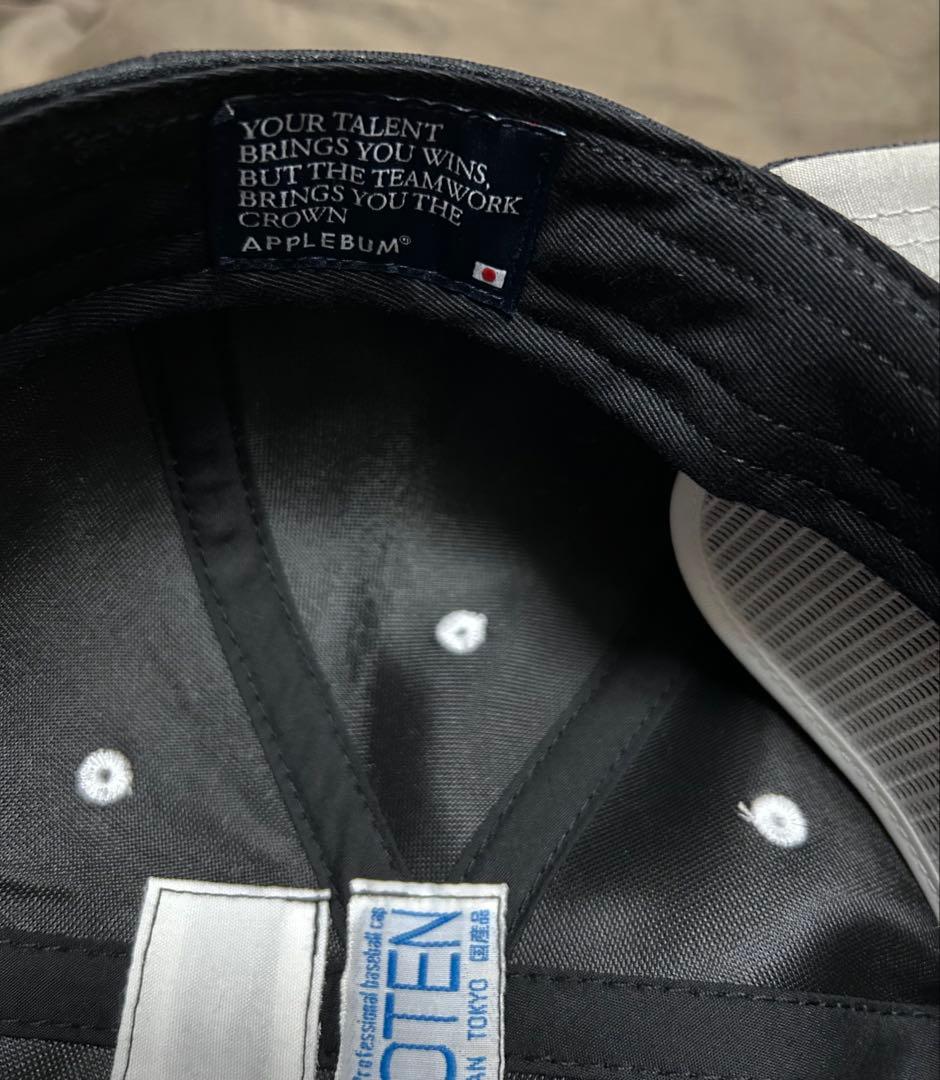 YOUR TALENT
BRINGS YOU WINS,
BUT THE TEAMWORK
BRINGS YOU THE
CROWN
APPLEBUM®
Professional baseball cap
OTEN
AN TOKYO 国産品